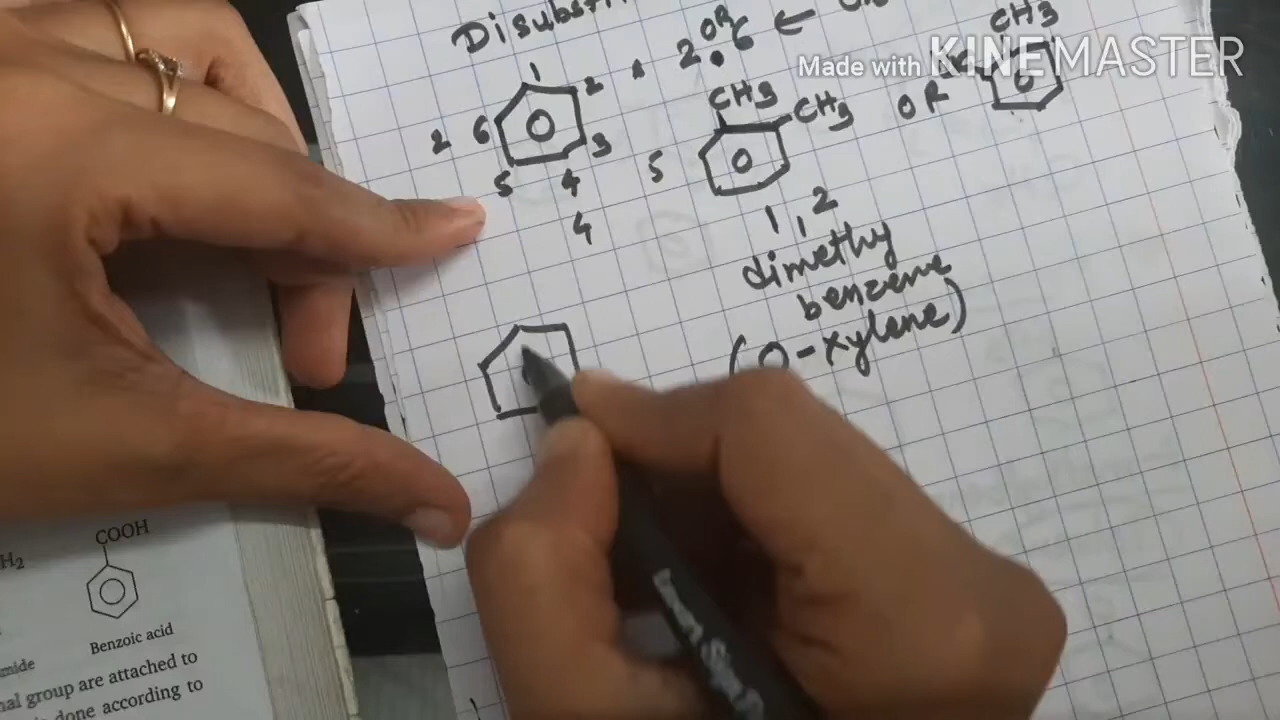 Made with KINEMASTER
2 OR 6 ←
CH3
1
2
6
3
5
4
2
5
4
CH3
CH3
OR
1, 2
dimethy
benzene
(O-xylene)
COOH
H2
Benzoic acid
mide
nal group are attached to
s done according to